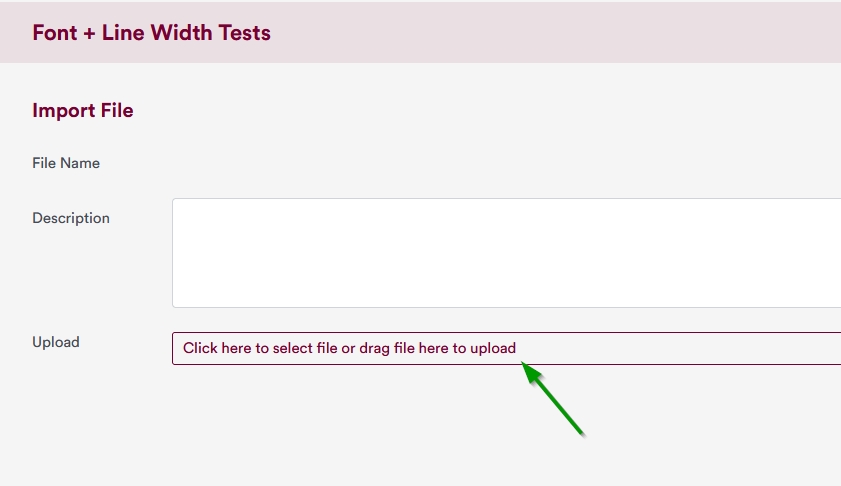 Font + Line Width Tests
Import File
File Name
Description
Upload
Click here to select file or drag file here to upload